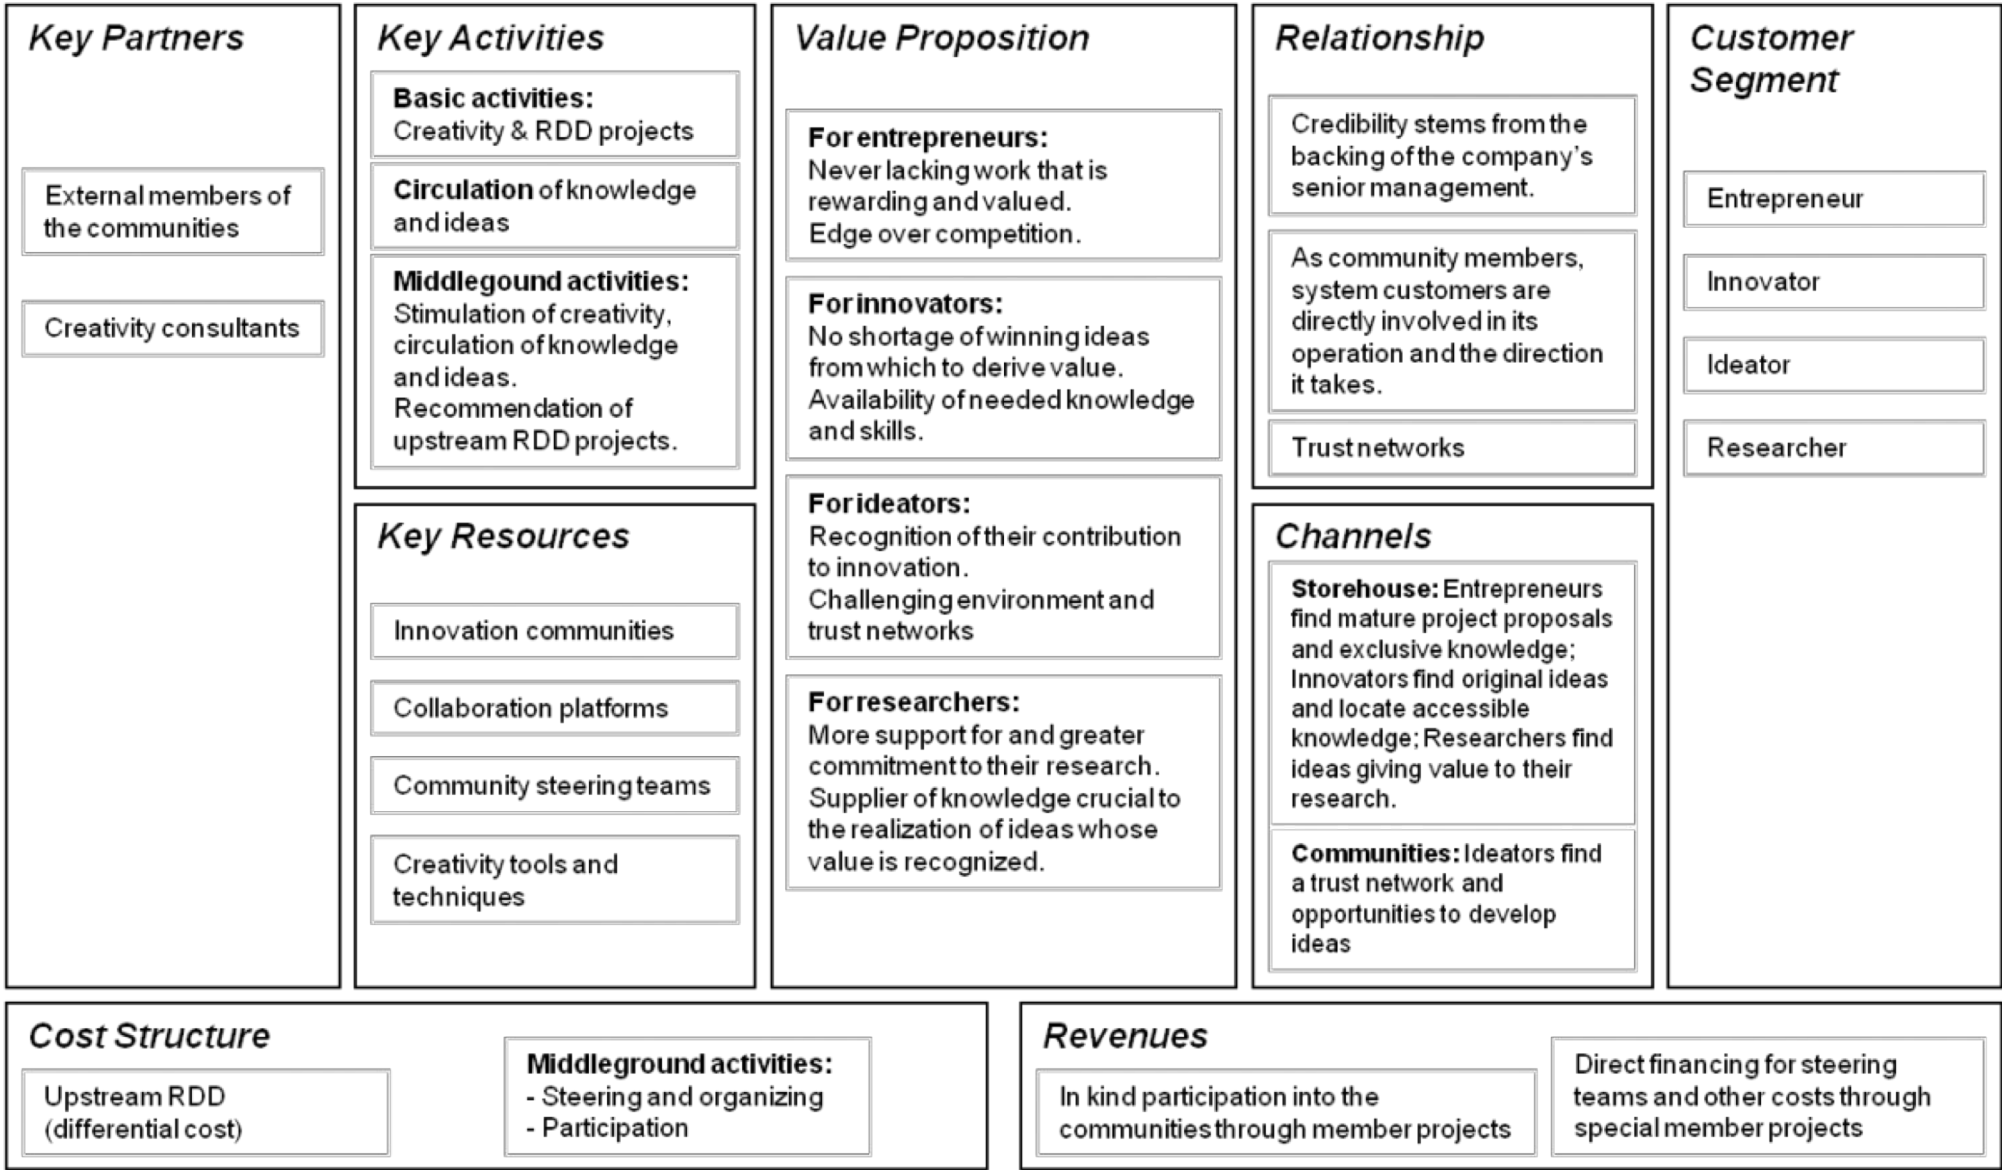 Key Partners
External members of
the communities
Creativity consultants
Key Activities
Basic activities:
Creativity & RDD projects
Circulation of knowledge
and ideas
Middlegound activities:
Stimulation of creativity,
circulation of knowledge
and ideas.
Recommendation of
upstream RDD projects.
Key Resources
Innovation communities
Collaboration platforms
Community steering teams
Creativity tools and
techniques
Value Proposition
For entrepreneurs:
Never lacking work that is
rewarding and valued.
Edge over competition.
For innovators:
No shortage of winning ideas
from which to derive value.
Availability of needed knowledge
and skills.
For ideators:
Recognition of their contribution
to innovation.
Challenging environment and
trust networks
For researchers:
More support for and greater
commitment to their research.
Supplier of knowledge crucial to
the realization of ideas whose
value is recognized.
Relationship
Credibility stems from the
backing of the company's
senior management.
As community members,
system customers are
directly involved in its
operation and the direction
it takes.
Trust networks
Channels
Storehouse: Entrepreneurs
find mature project proposals
and exclusive knowledge;
Innovators find original ideas
and locate accessible
knowledge; Researchers find
ideas giving value to their
research.
Communities: Ideators find
a trust network and
opportunities to develop
ideas
Customer
Segment
Entrepreneur
Innovator
Ideator
Researcher
Cost Structure
Upstream RDD
(differential cost)
Middleground activities:
- Steering and organizing
- Participation
Revenues
In kind participation into the
communities through member projects
Direct financing for steering
teams and other costs through
special member projects